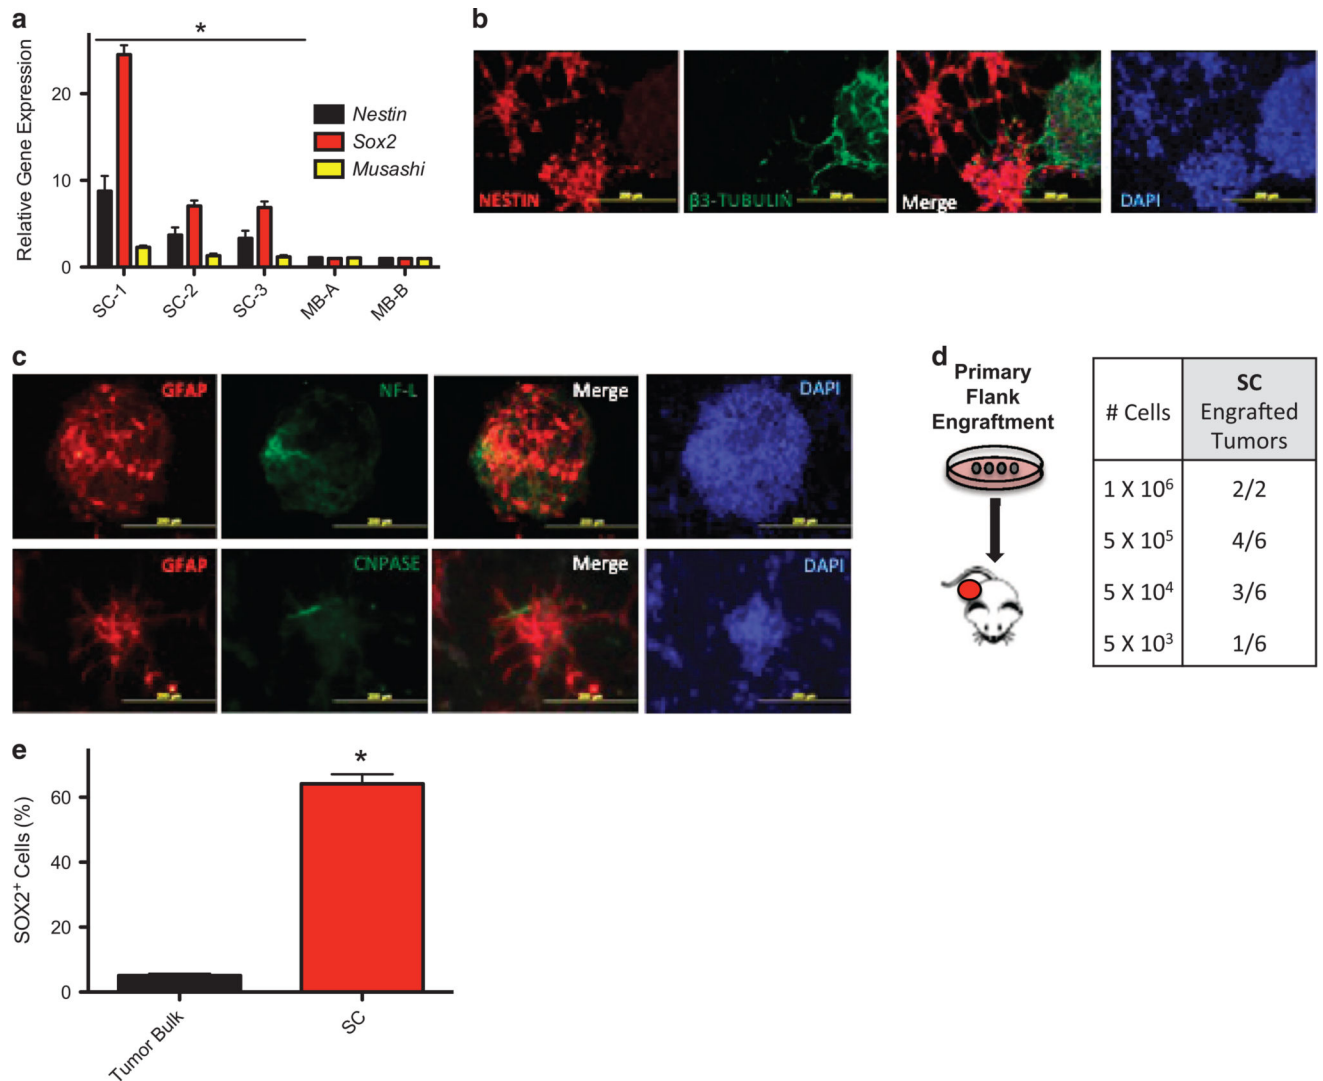 a
Relative Gene Expression
20
10
0
*
Nestin
Sox2
Musashi
SC-1
SC-2
SC-3
MB-A
MB-B
b
NESTIN
β3-TUBULIN
Merge
DAPI
c
GFAP
NF-L
Merge
DAPI
GFAP
CNPASE
Merge
DAPI
d
Primary
Flank
Engraftment
# Cells
SC
Engrafted
Tumors
1 X 10⁶ 2/2
5 X 10⁵ 4/6
5 X 10⁴ 3/6
5 X 10³ 1/6
e
SOX2⁺ Cells (%)
60
40
20
0
*
Tumor Bulk
SC